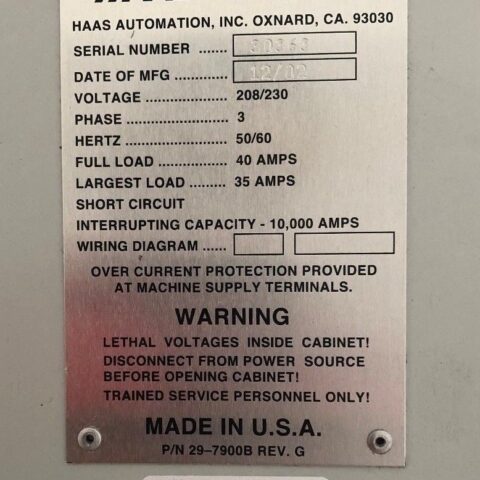 HAAS AUTOMATION, INC. OXNARD, CA. 93030
SERIAL NUMBER .......
DATE OF MFG ............ 12/02
VOLTAGE .................. 208/230
PHASE ...................... 3
HERTZ ...................... 50/60
FULL LOAD .............. 40 AMPS
LARGEST LOAD ......... 35 AMPS
SHORT CIRCUIT
INTERRUPTING CAPACITY - 10,000 AMPS
WIRING DIAGRAM ......
OVER CURRENT PROTECTION PROVIDED
AT MACHINE SUPPLY TERMINALS.
WARNING
LETHAL VOLTAGES INSIDE CABINET!
DISCONNECT FROM POWER SOURCE
BEFORE OPENING CABINET!
TRAINED SERVICE PERSONNEL ONLY!
MADE IN U.S.A.
P/N 29-7900B REV. G